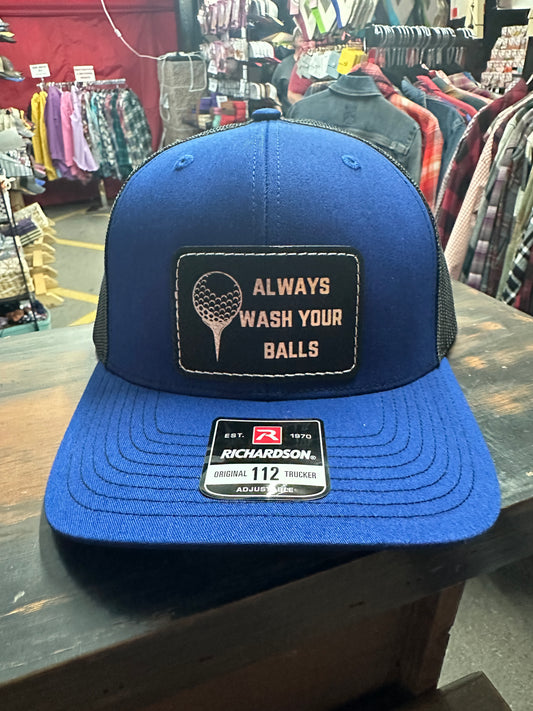 ALWAYS
WASH YOUR
BALLS
EST. R 1970
RICHARDSON®
ORIGINAL 112 TRUCKER
ADJUSTABLE